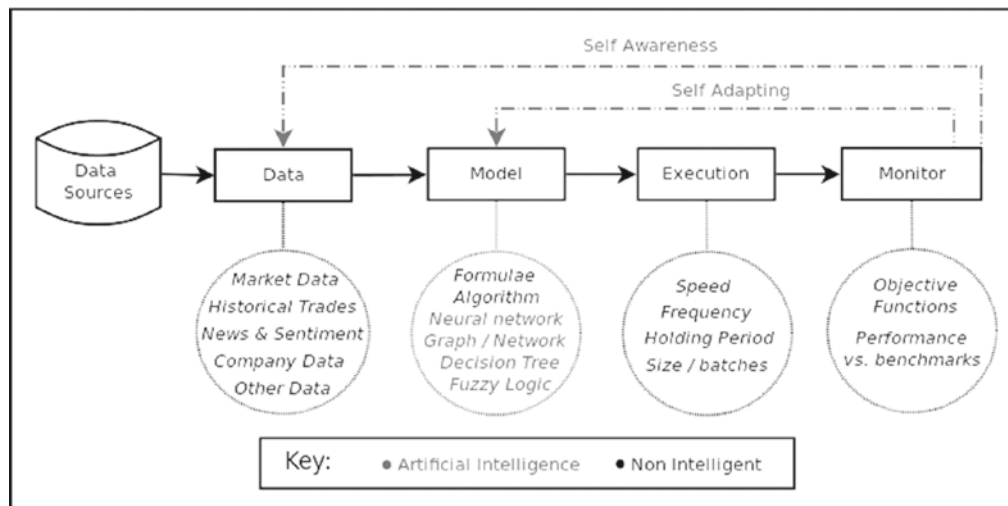 Self Awareness
Self Adapting
Data
Sources
Data
Model
Execution
Monitor
Market Data
Historical Trades
News & Sentiment
Company Data
Other Data
Formulae
Algorithm
Neural network
Graph / Network
Decision Tree
Fuzzy Logic
Speed
Frequency
Holding Period
Size / batches
Objective
Functions
Performance
vs. benchmarks
Key: Artificial Intelligence Non Intelligent